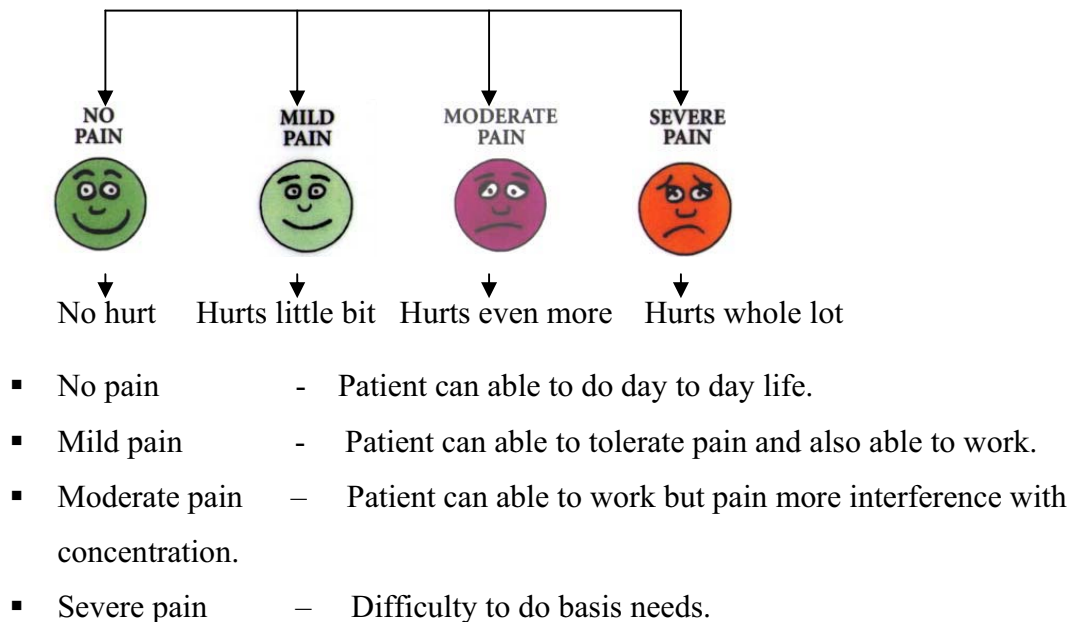 NO MILD MODERATE SEVERE
PAIN PAIN PAIN PAIN
No hurt Hurts little bit Hurts even more Hurts whole lot
▪ No pain - Patient can able to do day to day life.
▪ Mild pain - Patient can able to tolerate pain and also able to work.
▪ Moderate pain – Patient can able to work but pain more interference with
concentration.
▪ Severe pain – Difficulty to do basis needs.